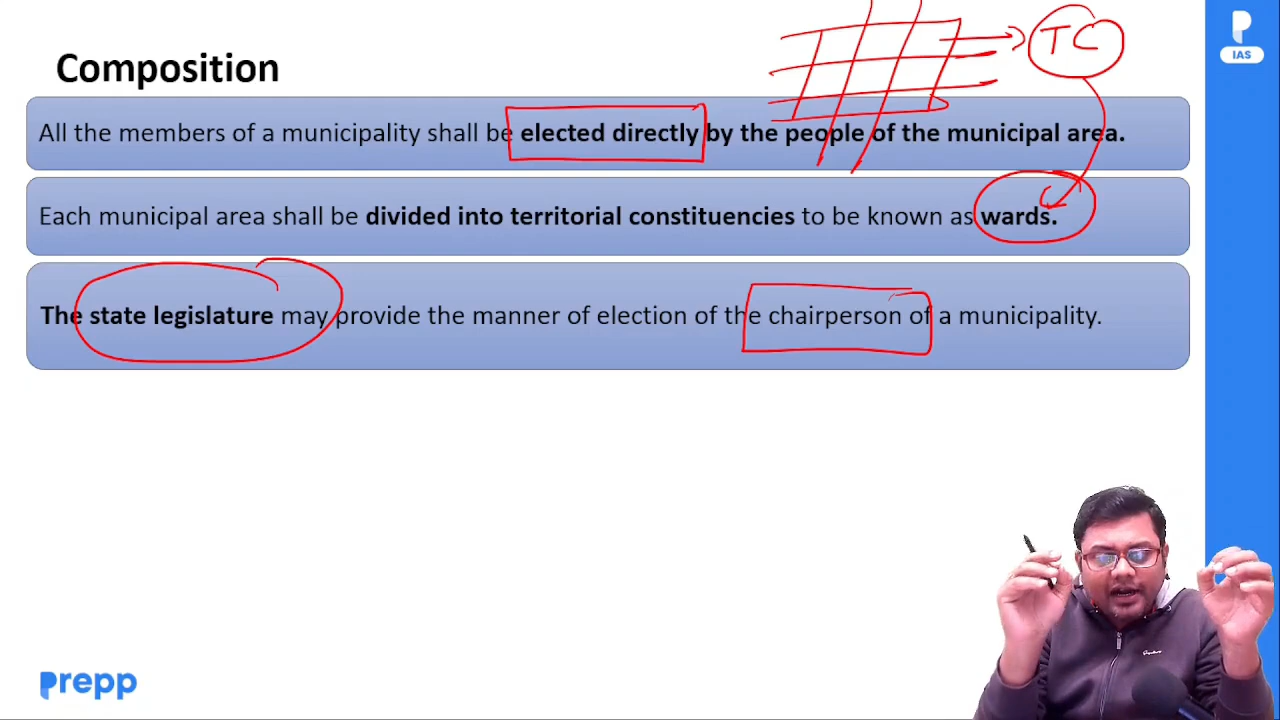 TC
P
IAS
Composition
All the members of a municipality shall be elected directly by the people of the municipal area.
Each municipal area shall be divided into territorial constituencies to be known as wards.
The state legislature may provide the manner of election of the chairperson of a municipality.
prepp